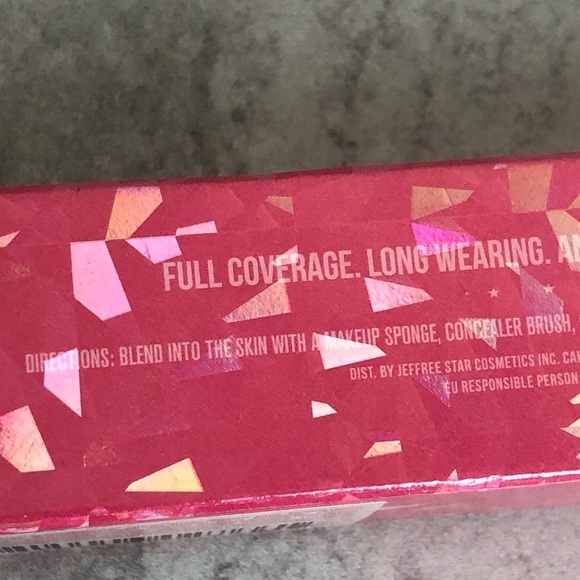 FULL COVERAGE. LONG WEARING.
DIRECTIONS: BLEND INTO THE SKIN WITH A MAKEUP SPONGE, CONCEALER BRUSH,
DIST. BY JEFFREE STAR COSMETICS INC.
EU RESPONSIBLE PERSON